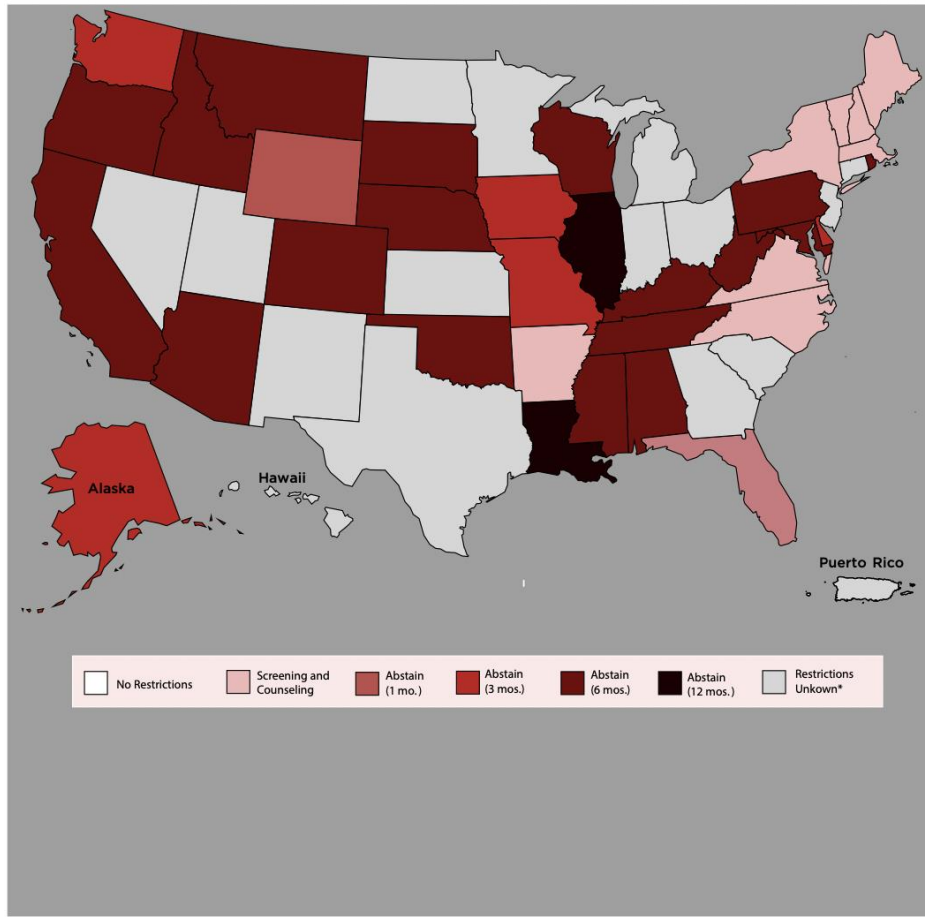 Alaska
Hawaii
Puerto Rico
No Restrictions
Screening and
Counseling
Abstain
(1 mo.)
Abstain
(3 mos.)
Abstain
(6 mos.)
Abstain
(12 mos.)
Restrictions
Unkown*